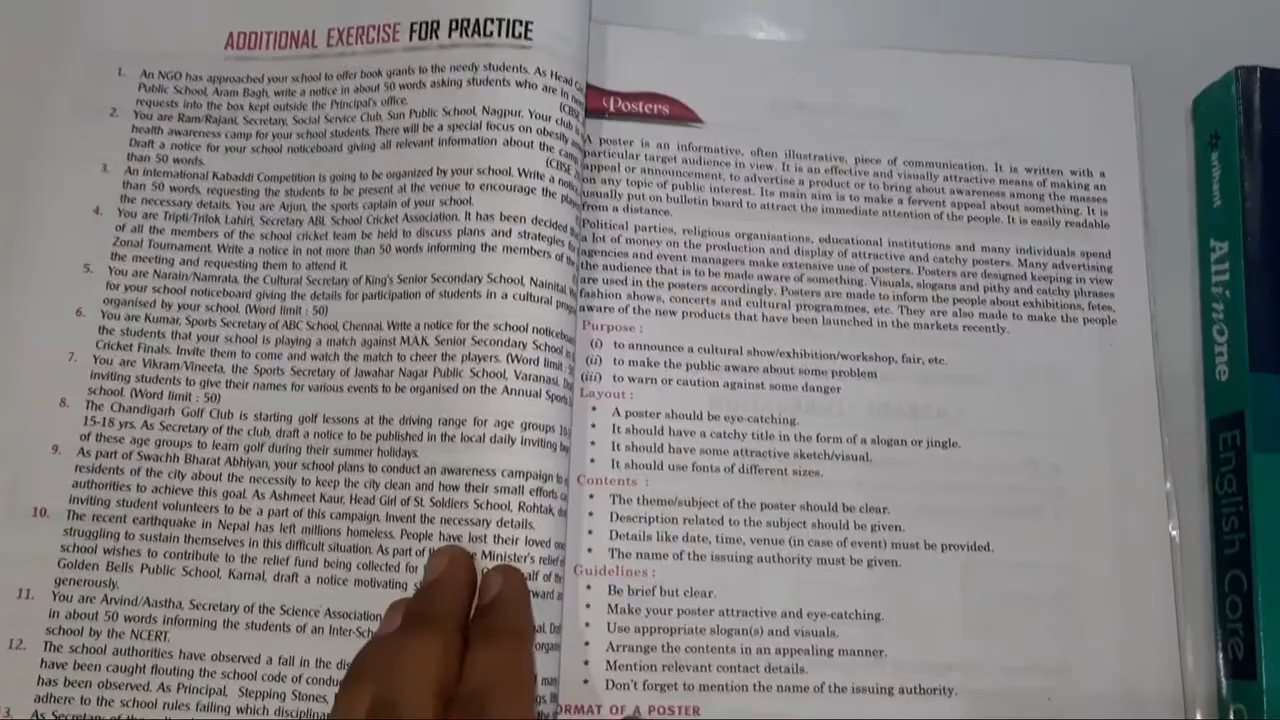 ADDITIONAL EXERCISE FOR PRACTICE
1. An NGO has approached your school to offer book grants to the needy students. As Head
Public School, Aram Bagh, write a notice in about 50 words asking students who are in
requests into the box kept outside the Principal's office. (CBSE
2. You are Ram/Rajani, Secretary, Social Service Club, Sun Public School, Nagpur. Your club
health awareness camp for your school students. There will be a special focus on obesity
Draft a notice for your school noticeboard giving all relevant information about the
than 50 words. (CBSE
3. An International Kabaddi Competition is going to be organized by your school. Write a
than 50 words, requesting the students to be present at the venue to encourage the
the necessary details. You are Arjun, the sports captain of your school.
4. You are Tripti/Trilok Lahiri, Secretary ABL School Cricket Association. It has been decided
of all the members of the school cricket team be held to discuss plans and strategies
Zonal Tournament. Write a notice in not more than 50 words informing the members of the
the meeting and requesting them to attend it.
5. You are Narain/Namrata, the Cultural Secretary of King's Senior Secondary School, Nainital,
for your school noticeboard giving the details for participation of students in a cultural
organised by your school. (Word limit : 50)
6. You are Kumar, Sports Secretary of ABC School, Chennai. Write a notice for the school
the students that your school is playing a match against M.A.K. Senior Secondary School
Cricket Finals. Invite them to come and watch the match to cheer the players. (Word limit :
7. You are Vikram/Vineeta, the Sports Secretary of Jawahar Nagar Public School, Varanasi.
inviting students to give their names for various events to be organised on the Annual Sports
school. (Word limit : 50)
8. The Chandigarh Golf Club is starting golf lessons at the driving range for age groups
15-18 yrs. As Secretary of the club, draft a notice to be published in the local daily inviting
of these age groups to learn golf during their summer holidays.
9. As part of Swachh Bharat Abhiyan, your school plans to conduct an awareness campaign
residents of the city about the necessity to keep the city clean and how their small efforts
authorities to achieve this goal. As Ashmeet Kaur, Head Girl of St. Soldiers School, Rohtak,
inviting student volunteers to be a part of this campaign. Invent the necessary details.
10. The recent earthquake in Nepal has left millions homeless. People have lost their loved
struggling to sustain themselves in this difficult situation. As part of Minister's relief
school wishes to contribute to the relief fund being collected for of the
Golden Bells Public School, Karnal, draft a notice motivating
generously.
11. You are Arvind/Aastha, Secretary of the Science Association
in about 50 words informing the students of an
school by the NCERT.
12. The school authorities have observed a fall in the
have been caught flouting the school code of
has been observed. As Principal, Stepping Stones,
adhere to the school rules failing which
Posters
A poster is an informative, often illustrative, piece of communication. It is written with a
particular target audience in view. It is an effective and visually attractive means of making an
appeal or announcement, to advertise a product or to bring about awareness among the masses
on any topic of public interest. Its main aim is to make a fervent appeal about something. It is
usually put on bulletin board to attract the immediate attention of the people. It is easily readable
from a distance.
Political parties, religious organisations, educational institutions and many individuals spend
a lot of money on the production and display of attractive and catchy posters. Many advertising
agencies and event managers make extensive use of posters. Posters are designed keeping in view
the audience that is to be made aware of something. Visuals, slogans and pithy and catchy phrases
are used in the posters accordingly. Posters are made to inform the people about exhibitions, fetes,
fashion shows, concerts and cultural programmes, etc. They are also made to make the people
aware of the new products that have been launched in the markets recently.
Purpose :
(i) to announce a cultural show/exhibition/workshop, fair, etc.
(ii) to make the public aware about some problem
(iii) to warn or caution against some danger
Layout :
* A poster should be eye-catching.
* It should have a catchy title in the form of a slogan or jingle.
* It should have some attractive sketch/visual.
* It should use fonts of different sizes.
Contents :
* The theme/subject of the poster should be clear.
* Description related to the subject should be given.
* Details like date, time, venue (in case of event) must be provided.
* The name of the issuing authority must be given.
Guidelines :
* Be brief but clear.
* Make your poster attractive and eye-catching.
* Use appropriate slogan(s) and visuals.
* Arrange the contents in an appealing manner.
* Mention relevant contact details.
* Don't forget to mention the name of the issuing authority.
ORMAT OF A POSTER
arihant
All in one
English Core